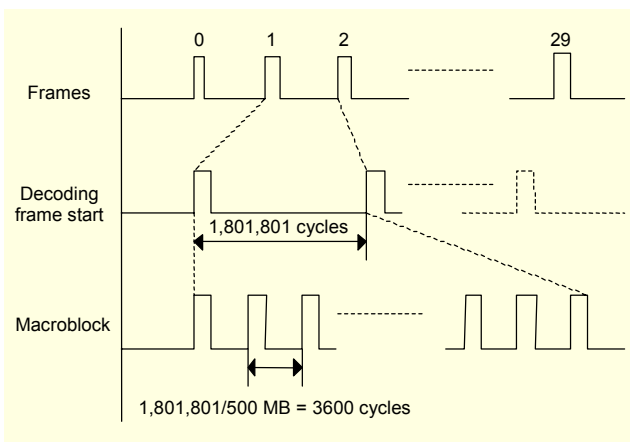 0 1 2 29
Frames
Decoding
frame start
1,801,801 cycles
Macroblock
1,801,801/500 MB = 3600 cycles